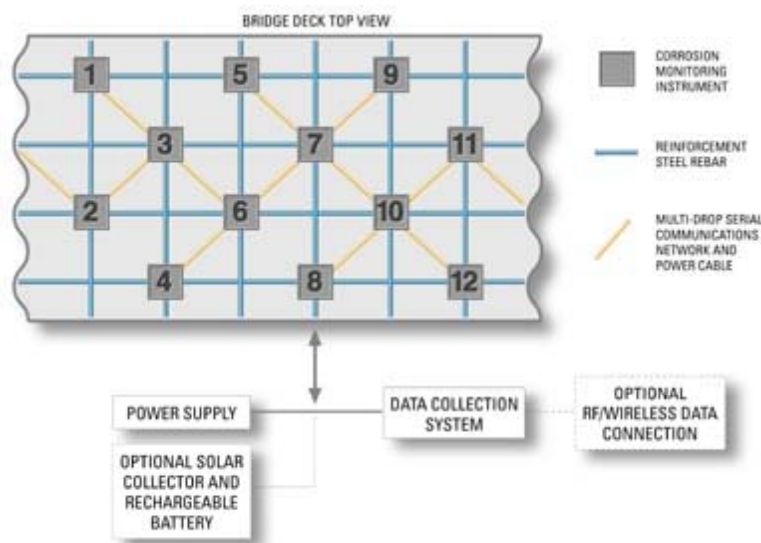 BRIDGE DECK TOP VIEW
1
5
9
3
7
11
2
6
10
4
8
12
CORROSION
MONITORING
INSTRUMENT
REINFORCEMENT
STEEL REBAR
MULTI-DROP SERIAL
COMMUNICATIONS
NETWORK AND
POWER CABLE
POWER SUPPLY
OPTIONAL SOLAR
COLLECTOR AND
RECHARGEABLE
BATTERY
DATA COLLECTION
SYSTEM
OPTIONAL
RF/WIRELESS DATA
CONNECTION